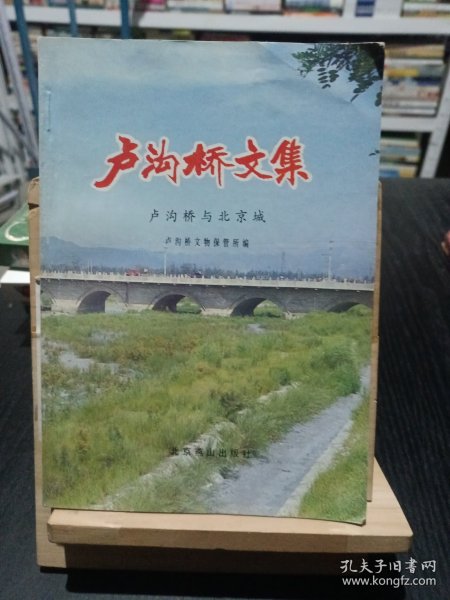 卢沟桥文集
卢沟桥与北京城
卢沟桥文物保管所编
北京燕山出版社
孔夫子旧书网
www.kongfz.com